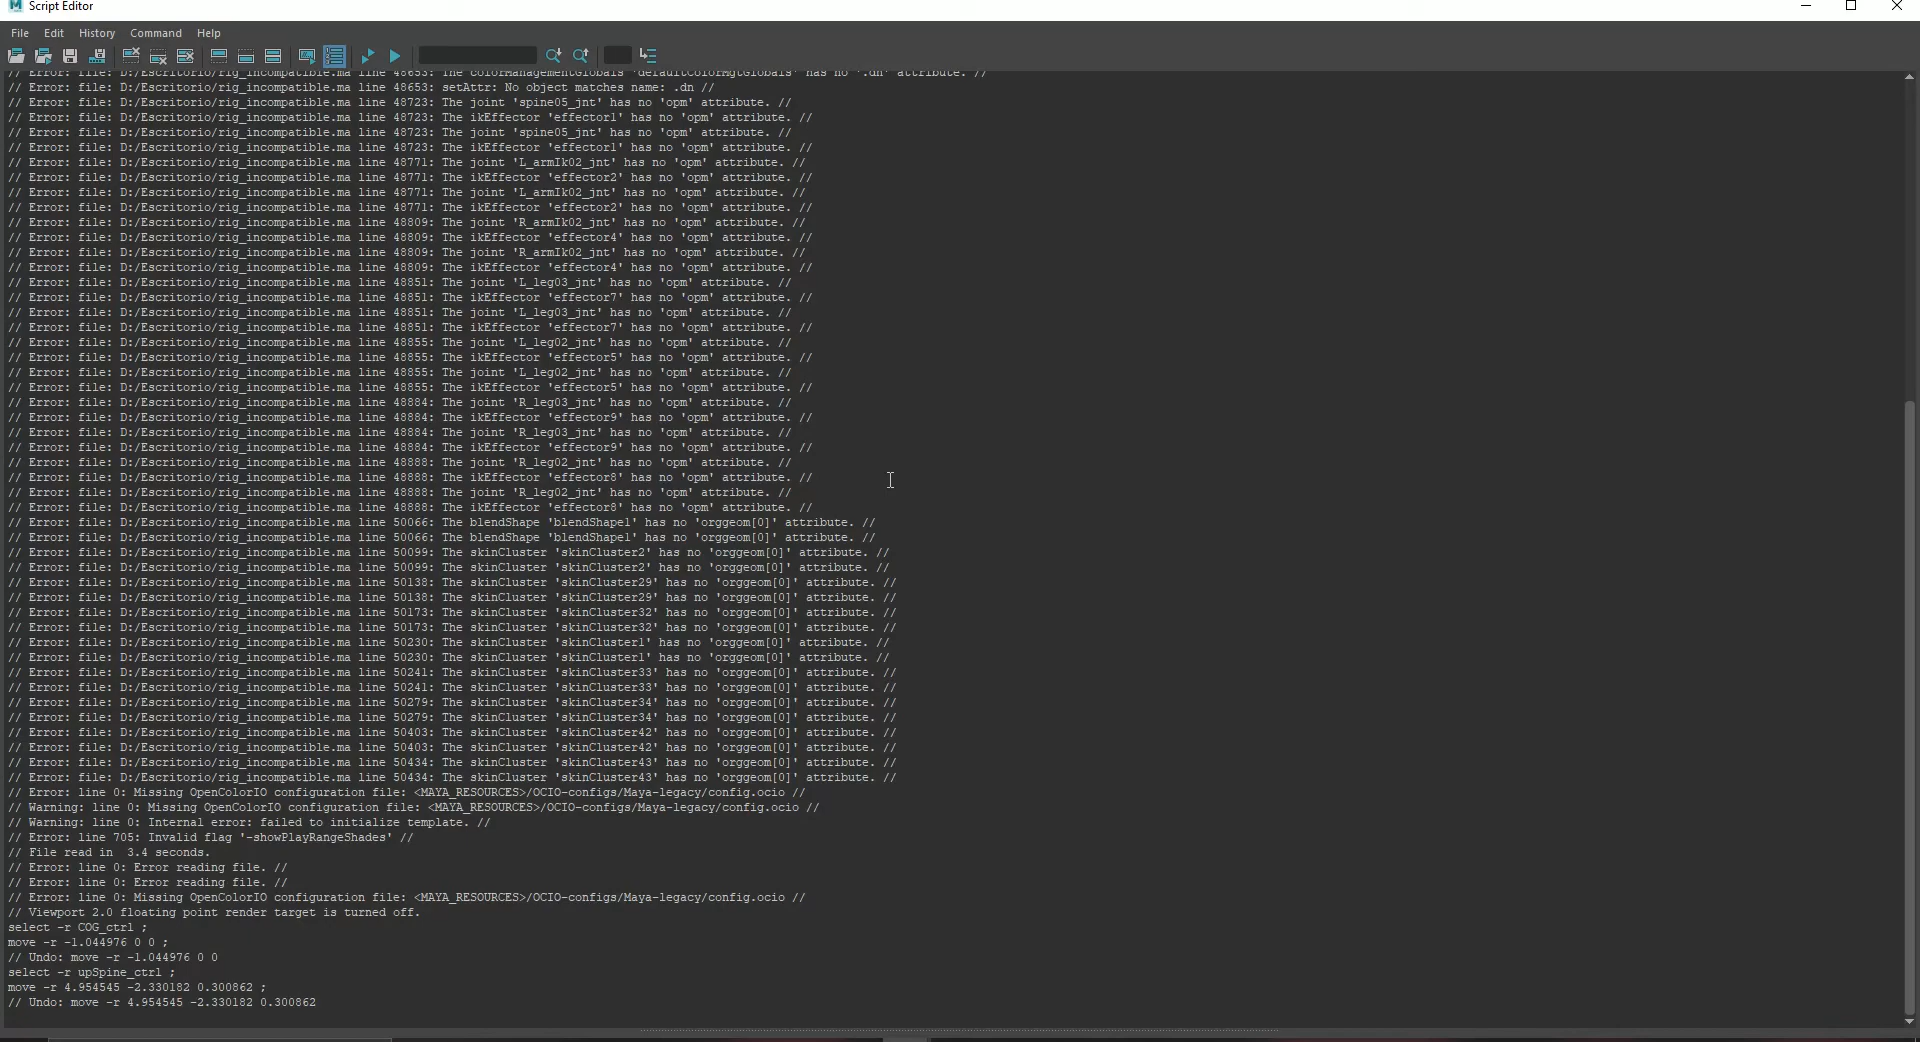 Script Editor
File Edit History Command Help
// Error: file: D:/Escritorio/rig_incompatible.ma line 48653: The colorManagementGlobals 'defaultColorMgtGlobals' has no '.dn' attribute. //
// Error: file: D:/Escritorio/rig_incompatible.ma line 48653: setAttr: No object matches name: .dn //
// Error: file: D:/Escritorio/rig_incompatible.ma line 48723: The joint 'spine05_jnt' has no 'opm' attribute. //
// Error: file: D:/Escritorio/rig_incompatible.ma line 48723: The ikEffector 'effector1' has no 'opm' attribute. //
// Error: file: D:/Escritorio/rig_incompatible.ma line 48723: The joint 'spine05_jnt' has no 'opm' attribute. //
// Error: file: D:/Escritorio/rig_incompatible.ma line 48723: The ikEffector 'effector1' has no 'opm' attribute. //
// Error: file: D:/Escritorio/rig_incompatible.ma line 48771: The joint 'L_armIk02_jnt' has no 'opm' attribute. //
// Error: file: D:/Escritorio/rig_incompatible.ma line 48771: The ikEffector 'effector2' has no 'opm' attribute. //
// Error: file: D:/Escritorio/rig_incompatible.ma line 48771: The joint 'L_armIk02_jnt' has no 'opm' attribute. //
// Error: file: D:/Escritorio/rig_incompatible.ma line 48771: The ikEffector 'effector2' has no 'opm' attribute. //
// Error: file: D:/Escritorio/rig_incompatible.ma line 48809: The joint 'R_armIk02_jnt' has no 'opm' attribute. //
// Error: file: D:/Escritorio/rig_incompatible.ma line 48809: The ikEffector 'effector4' has no 'opm' attribute. //
// Error: file: D:/Escritorio/rig_incompatible.ma line 48809: The joint 'R_armIk02_jnt' has no 'opm' attribute. //
// Error: file: D:/Escritorio/rig_incompatible.ma line 48809: The ikEffector 'effector4' has no 'opm' attribute. //
// Error: file: D:/Escritorio/rig_incompatible.ma line 48851: The joint 'L_leg03_jnt' has no 'opm' attribute. //
// Error: file: D:/Escritorio/rig_incompatible.ma line 48851: The ikEffector 'effector7' has no 'opm' attribute. //
// Error: file: D:/Escritorio/rig_incompatible.ma line 48851: The joint 'L_leg03_jnt' has no 'opm' attribute. //
// Error: file: D:/Escritorio/rig_incompatible.ma line 48851: The ikEffector 'effector7' has no 'opm' attribute. //
// Error: file: D:/Escritorio/rig_incompatible.ma line 48855: The joint 'L_leg02_jnt' has no 'opm' attribute. //
// Error: file: D:/Escritorio/rig_incompatible.ma line 48855: The ikEffector 'effector5' has no 'opm' attribute. //
// Error: file: D:/Escritorio/rig_incompatible.ma line 48855: The joint 'L_leg02_jnt' has no 'opm' attribute. //
// Error: file: D:/Escritorio/rig_incompatible.ma line 48855: The ikEffector 'effector5' has no 'opm' attribute. //
// Error: file: D:/Escritorio/rig_incompatible.ma line 48884: The joint 'R_leg03_jnt' has no 'opm' attribute. //
// Error: file: D:/Escritorio/rig_incompatible.ma line 48884: The ikEffector 'effector9' has no 'opm' attribute. //
// Error: file: D:/Escritorio/rig_incompatible.ma line 48884: The joint 'R_leg03_jnt' has no 'opm' attribute. //
// Error: file: D:/Escritorio/rig_incompatible.ma line 48884: The ikEffector 'effector9' has no 'opm' attribute. //
// Error: file: D:/Escritorio/rig_incompatible.ma line 48888: The joint 'R_leg02_jnt' has no 'opm' attribute. //
// Error: file: D:/Escritorio/rig_incompatible.ma line 48888: The ikEffector 'effector8' has no 'opm' attribute. //
// Error: file: D:/Escritorio/rig_incompatible.ma line 48888: The joint 'R_leg02_jnt' has no 'opm' attribute. //
// Error: file: D:/Escritorio/rig_incompatible.ma line 48888: The ikEffector 'effector8' has no 'opm' attribute. //
// Error: file: D:/Escritorio/rig_incompatible.ma line 50066: The blendShape 'blendShape1' has no 'orggeom[0]' attribute. //
// Error: file: D:/Escritorio/rig_incompatible.ma line 50066: The blendShape 'blendShape1' has no 'orggeom[0]' attribute. //
// Error: file: D:/Escritorio/rig_incompatible.ma line 50099: The skinCluster 'skinCluster2' has no 'orggeom[0]' attribute. //
// Error: file: D:/Escritorio/rig_incompatible.ma line 50099: The skinCluster 'skinCluster2' has no 'orggeom[0]' attribute. //
// Error: file: D:/Escritorio/rig_incompatible.ma line 50138: The skinCluster 'skinCluster29' has no 'orggeom[0]' attribute. //
// Error: file: D:/Escritorio/rig_incompatible.ma line 50138: The skinCluster 'skinCluster29' has no 'orggeom[0]' attribute. //
// Error: file: D:/Escritorio/rig_incompatible.ma line 50173: The skinCluster 'skinCluster32' has no 'orggeom[0]' attribute. //
// Error: file: D:/Escritorio/rig_incompatible.ma line 50173: The skinCluster 'skinCluster32' has no 'orggeom[0]' attribute. //
// Error: file: D:/Escritorio/rig_incompatible.ma line 50230: The skinCluster 'skinCluster1' has no 'orggeom[0]' attribute. //
// Error: file: D:/Escritorio/rig_incompatible.ma line 50230: The skinCluster 'skinCluster1' has no 'orggeom[0]' attribute. //
// Error: file: D:/Escritorio/rig_incompatible.ma line 50241: The skinCluster 'skinCluster33' has no 'orggeom[0]' attribute. //
// Error: file: D:/Escritorio/rig_incompatible.ma line 50241: The skinCluster 'skinCluster33' has no 'orggeom[0]' attribute. //
// Error: file: D:/Escritorio/rig_incompatible.ma line 50279: The skinCluster 'skinCluster34' has no 'orggeom[0]' attribute. //
// Error: file: D:/Escritorio/rig_incompatible.ma line 50279: The skinCluster 'skinCluster34' has no 'orggeom[0]' attribute. //
// Error: file: D:/Escritorio/rig_incompatible.ma line 50403: The skinCluster 'skinCluster42' has no 'orggeom[0]' attribute. //
// Error: file: D:/Escritorio/rig_incompatible.ma line 50403: The skinCluster 'skinCluster42' has no 'orggeom[0]' attribute. //
// Error: file: D:/Escritorio/rig_incompatible.ma line 50434: The skinCluster 'skinCluster43' has no 'orggeom[0]' attribute. //
// Error: file: D:/Escritorio/rig_incompatible.ma line 50434: The skinCluster 'skinCluster43' has no 'orggeom[0]' attribute. //
// Error: line 0: Missing OpenColorIO configuration file: <MAYA_RESOURCES>/OCIO-configs/Maya-legacy/config.ocio //
// Warning: line 0: Missing OpenColorIO configuration file: <MAYA_RESOURCES>/OCIO-configs/Maya-legacy/config.ocio //
// Warning: line 0: Internal error: failed to initialize template. //
// Error: line 705: Invalid flag '-showPlayRangeShades' //
// File read in  3.4 seconds.
// Error: line 0: Error reading file. //
// Error: line 0: Error reading file. //
// Error: line 0: Missing OpenColorIO configuration file: <MAYA_RESOURCES>/OCIO-configs/Maya-legacy/config.ocio //
// Viewport 2.0 floating point render target is turned off.
select -r COG_ctrl ;
move -r -1.044976 0 0 ;
// Undo: move -r -1.044976 0 0
select -r upSpine_ctrl ;
move -r 4.954545 -2.330182 0.300862 ;
// Undo: move -r 4.954545 -2.330182 0.300862